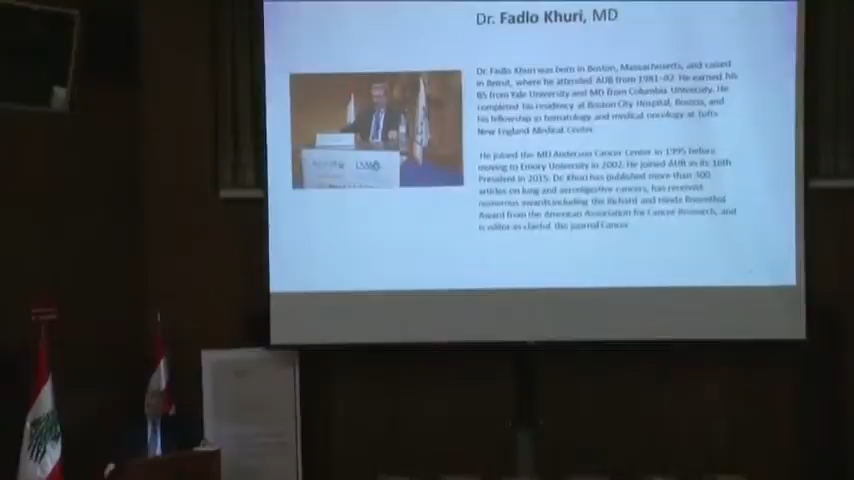 Dr. Fadlo Khuri, MD
Dr. Fadlo Khuri was born in Boston, Massachusetts, and raised
in Beirut, where he attended AUB from 1981-82. He earned his
BS from Yale University and MD from Columbia University. He
completed his residency at Boston City Hospital, Boston, and
his fellowship in hematology and medical oncology at Tufts
New England Medical Center.
He joined the MD Anderson Cancer Center in 1995 before
moving to Emory University in 2002. He joined AUB as its 16th
President in 2015. Dr. Khuri has published more than 300
articles on lung and aerodigestive cancers, has received
numerous awards including the Richard and Hinda Rosenthal
Award from the American Association for Cancer Research, and
is editor-in-chief of the journal Cancer